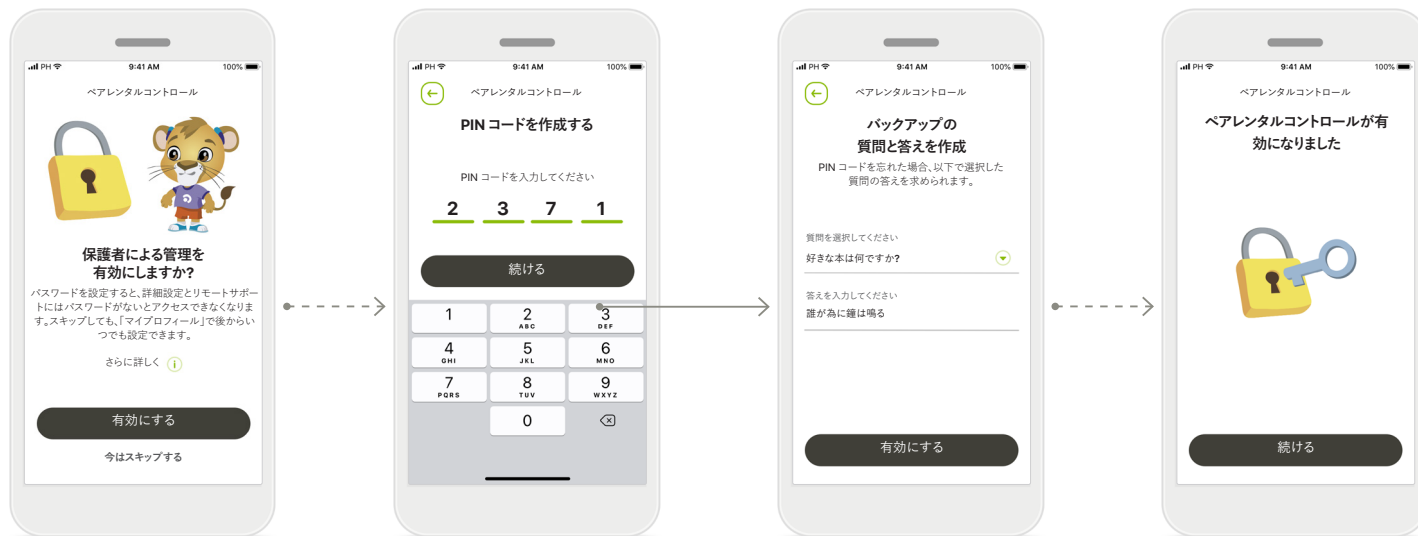 PH 9:41 AM 100%
ペアレンタルコントロール
保護者による管理を
有効にしますか?
パスワードを設定すると、詳細設定とリモートサポー
トにはパスワードがないとアクセスできなくなりま
す。スキップしても、「マイプロフィール」で後からい
つでも設定できます。
さらに詳しく i
有効にする
今はスキップする
PH 9:41 AM 100%
ペアレンタルコントロール
PIN コードを作成する
PIN コードを入力してください
2 3 7 1
続ける
1 2 3
ABC DEF
4 5 6
GHI JKL MNO
7 8 9
PQRS TUV WXYZ
0
PH 9:41 AM 100%
ペアレンタルコントロール
バックアップの
質問と答えを作成
PIN コードを忘れた場合、以下で選択した
質問の答えを求められます。
質問を選択してください
好きな本は何ですか?
答えを入力してください
誰が為に鐘は鳴る
有効にする
PH 9:41 AM 100%
ペアレンタルコントロール
ペアレンタルコントロールが有
効になりました
続ける